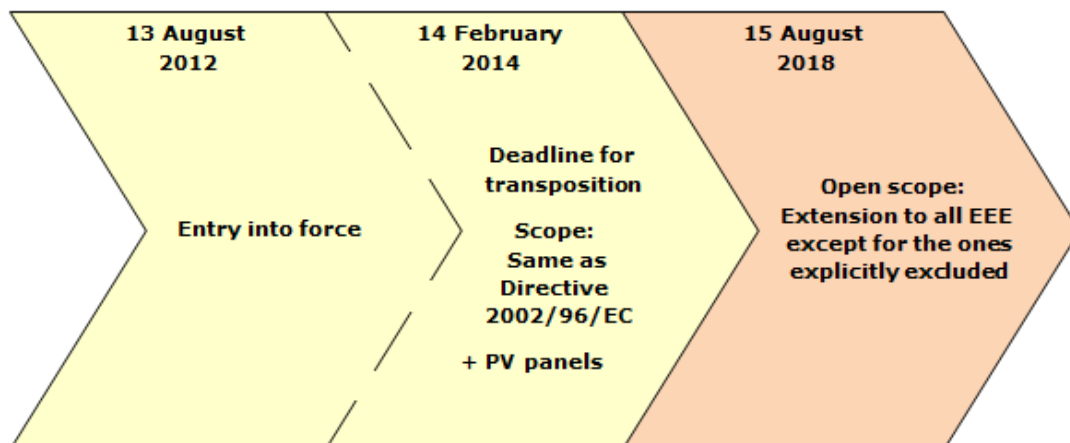 13 August
2012
Entry into force
14 February
2014
Deadline for
transposition
Scope:
Same as
Directive
2002/96/EC
+ PV panels
15 August
2018
Open scope:
Extension to all EEE
except for the ones
explicitly excluded